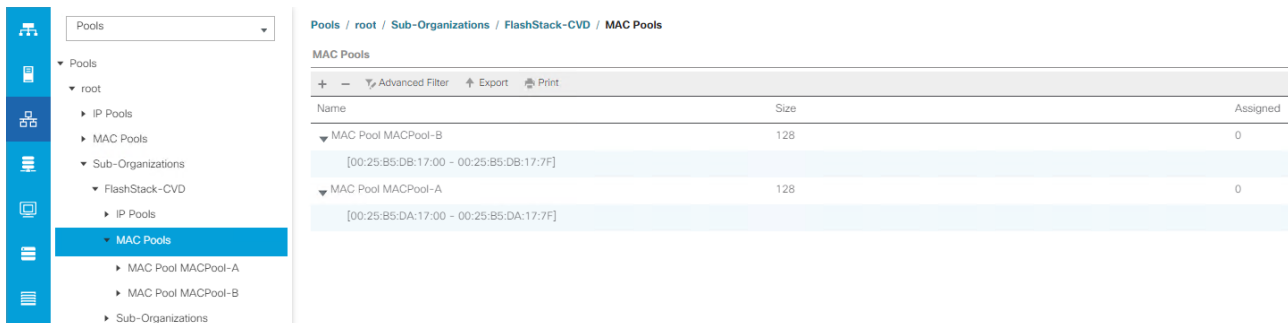 Pools
Pools
root
IP Pools
MAC Pools
Sub-Organizations
FlashStack-CVD
IP Pools
MAC Pools
MAC Pool MACPool-A
MAC Pool MACPool-B
Sub-Organizations
Pools / root / Sub-Organizations / FlashStack-CVD / MAC Pools
MAC Pools
+ − Advanced Filter Export Print
Name Size Assigned
MAC Pool MACPool-B 128 0
[00:25:B5:DB:17:00 - 00:25:B5:DB:17:7F]
MAC Pool MACPool-A 128 0
[00:25:B5:DA:17:00 - 00:25:B5:DA:17:7F]